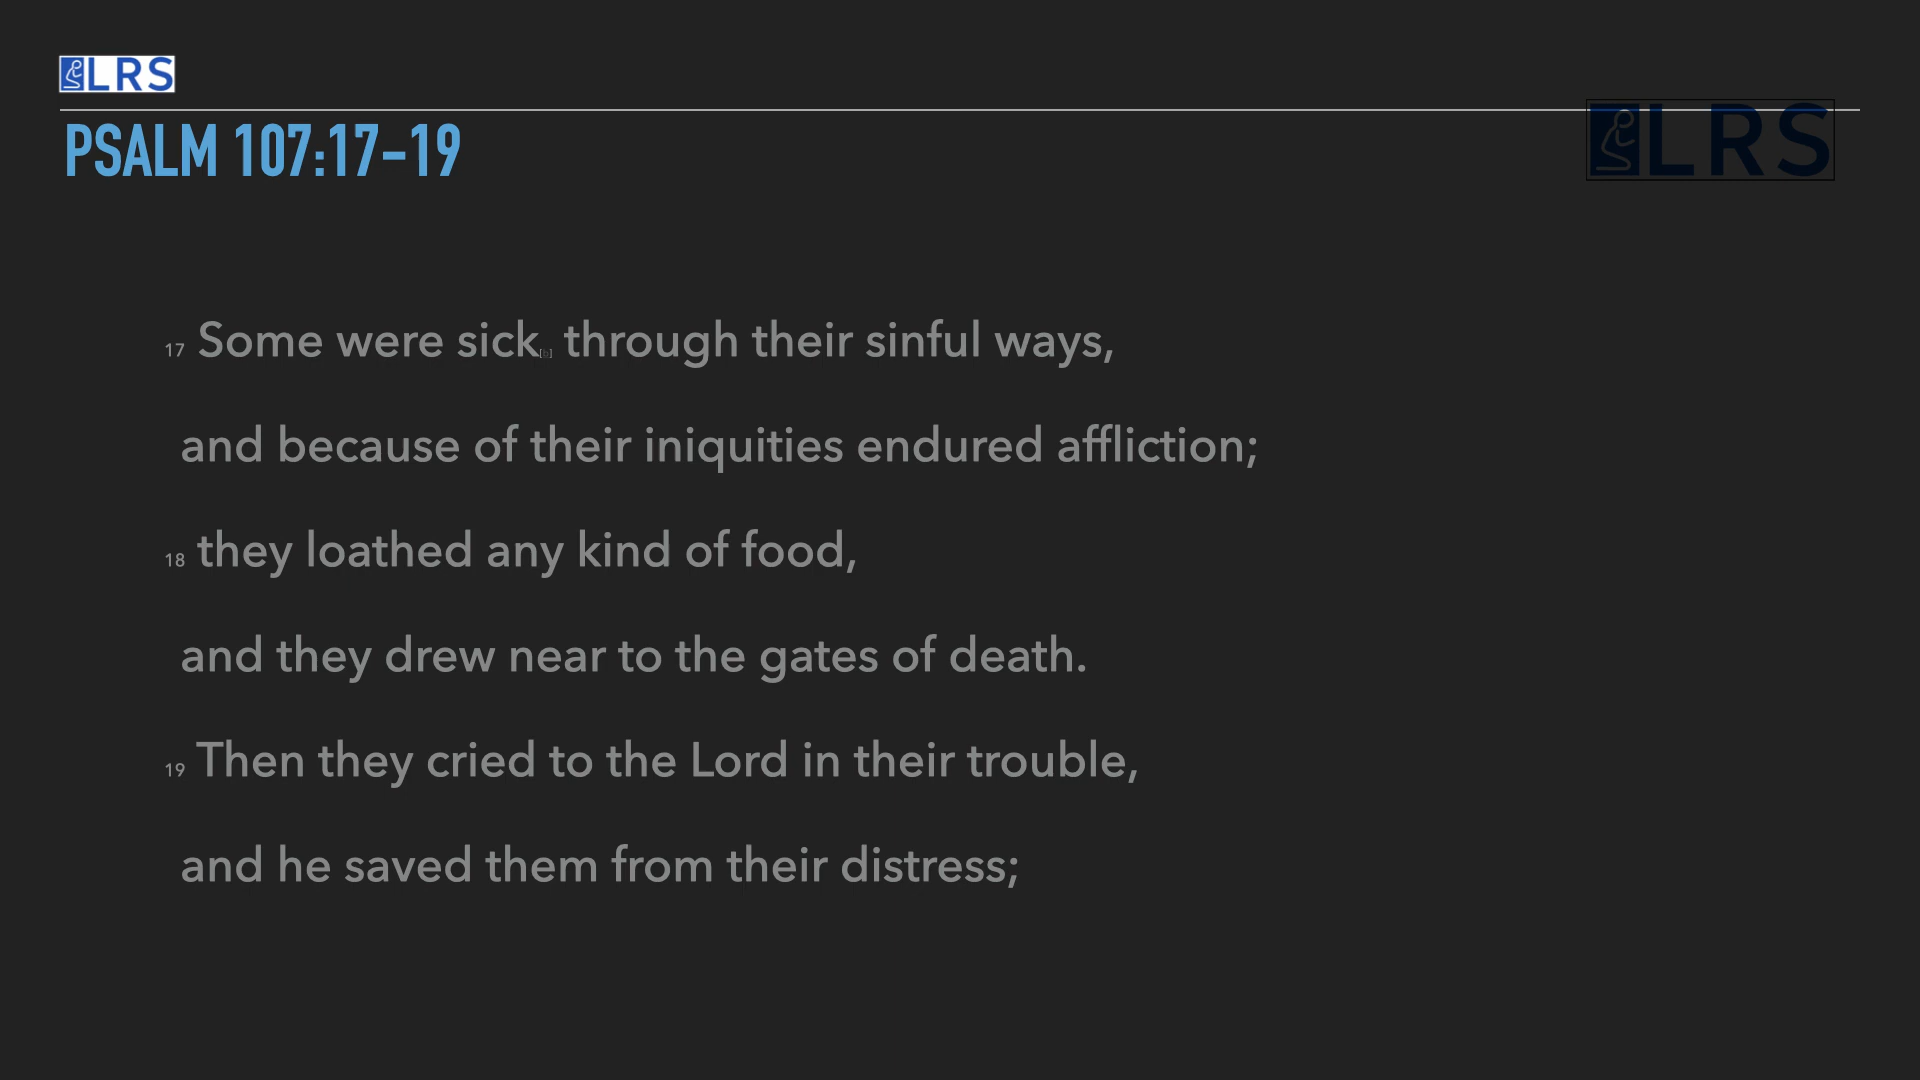 LRS
PSALM 107:17-19
LRS
17 Some were sick[b] through their sinful ways,
and because of their iniquities endured affliction;
18 they loathed any kind of food,
and they drew near to the gates of death.
19 Then they cried to the Lord in their trouble,
and he saved them from their distress;